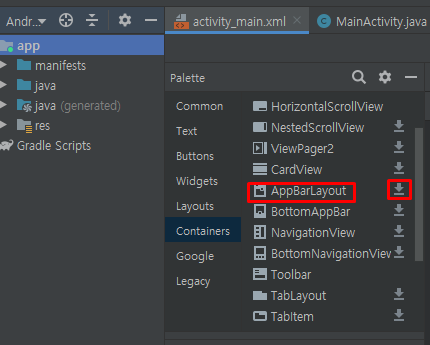 Andr...
activity_main.xml
MainActivity.java
app
manifests
java
java (generated)
res
Gradle Scripts
Palette
Common
Text
Buttons
Widgets
Layouts
Containers
Google
Legacy
HorizontalScrollView
NestedScrollView
ViewPager2
CardView
AppBarLayout
BottomAppBar
NavigationView
BottomNavigationView
Toolbar
TabLayout
TabItem